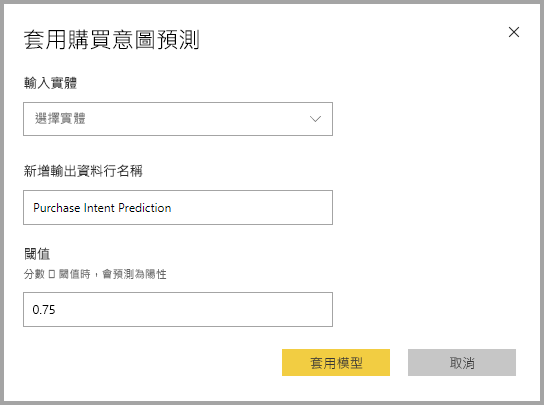 套用購買意圖預測
輸入實體
選擇實體
新增輸出資料行名稱
Purchase Intent Prediction
閾值
分數 閾值時，會預測為陽性
0.75
套用模型
取消